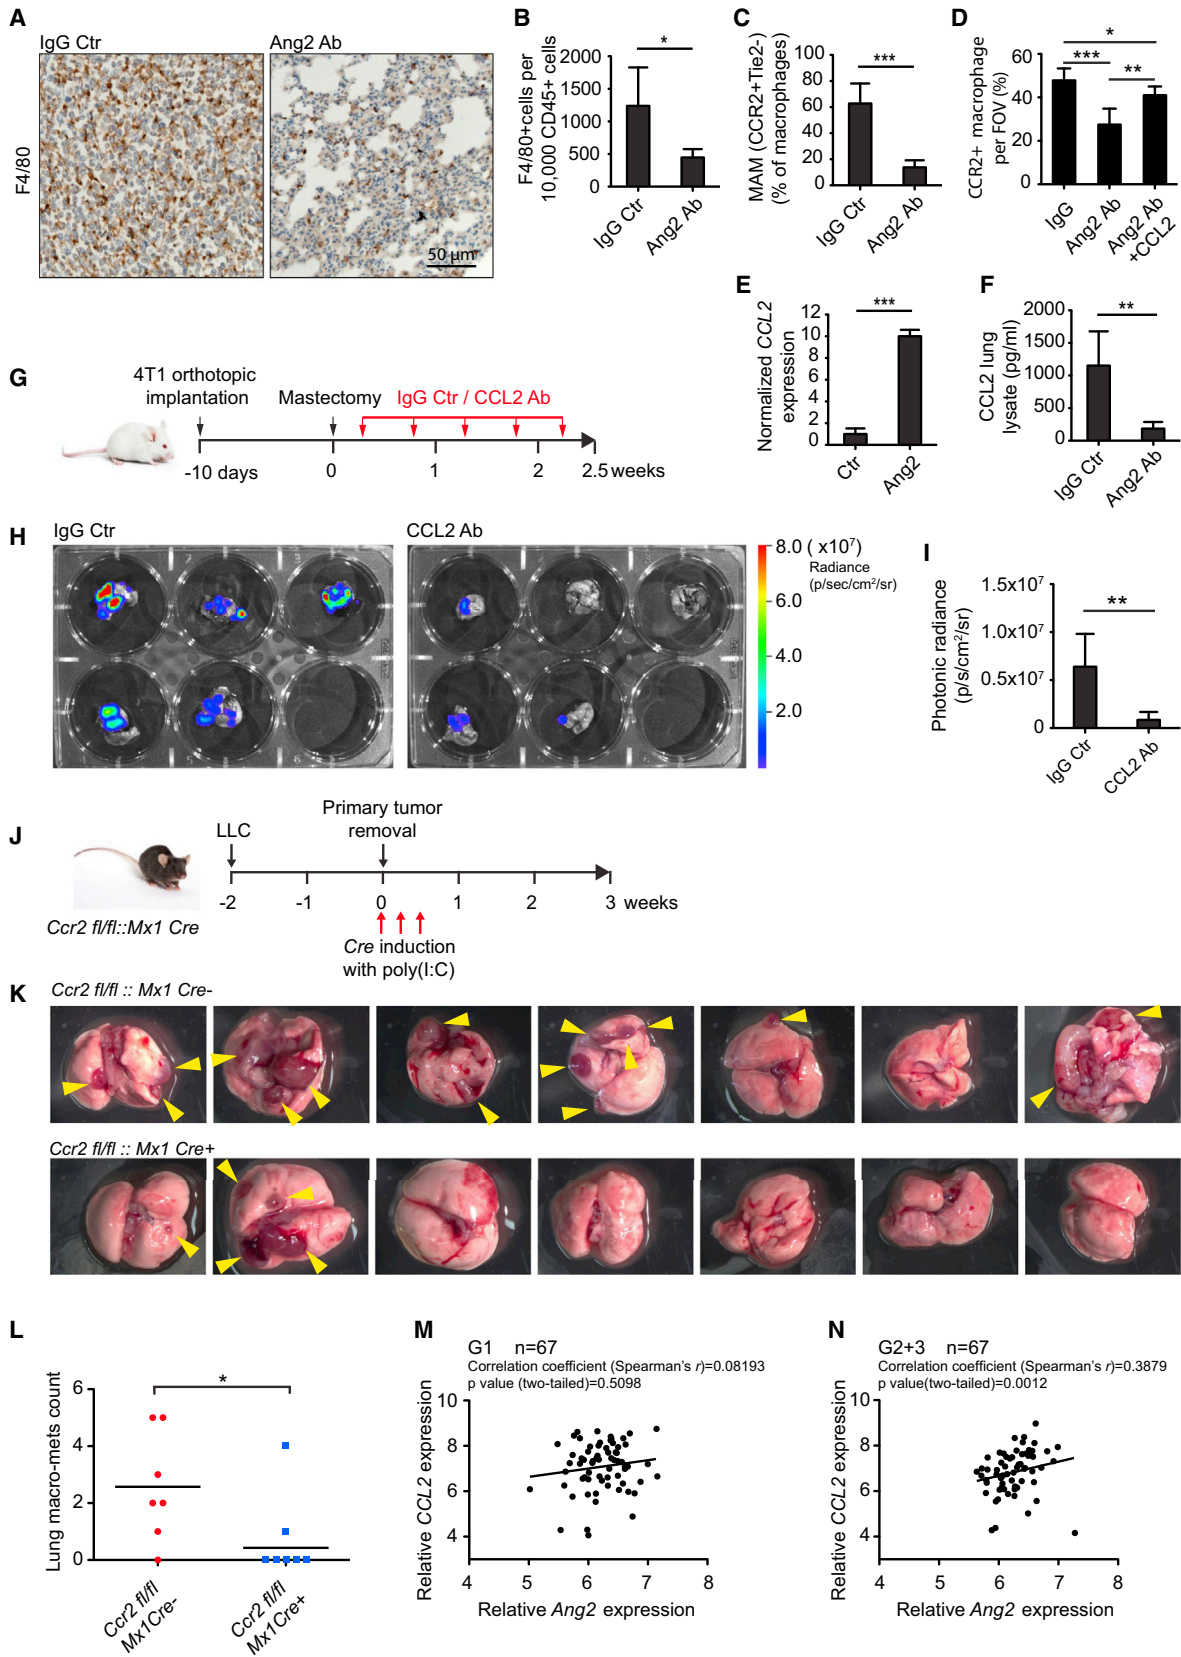 A
IgG Ctr
Ang2 Ab
F4/80
50 µm
B
F4/80+cells per
10,000 CD45+ cells
2000
1500
1000
500
0
*
IgG Ctr
Ang2 Ab
C
MAM (CCR2+Tie2-)
(% of macrophages)
100
80
60
40
20
0
***
IgG Ctr
Ang2 Ab
D
CCR2+ macrophage
per FOV (%)
60
40
20
0
*
***
**
IgG
Ang2 Ab
Ang2 Ab
+CCL2
E
Normalized CCL2
expression
12
10
8
6
4
2
0
***
Ctr
Ang2
F
CCL2 lung
lysate (pg/ml)
2000
1500
1000
500
0
**
IgG Ctr
Ang2 Ab
G
4T1 orthotopic
implantation
Mastectomy
IgG Ctr / CCL2 Ab
-10 days
0
1
2
2.5 weeks
H
IgG Ctr
CCL2 Ab
8.0 ( x10⁷)
Radiance
(p/sec/cm²/sr)
6.0
4.0
2.0
I
Photonic radiance
(p/s/cm²/sr)
1.5x10⁷
1.0x10⁷
0.5x10⁷
0
**
IgG Ctr
CCL2 Ab
J
LLC
Primary tumor
removal
-2
-1
0
1
2
3 weeks
Ccr2 fl/fl::Mx1 Cre
Cre induction
with poly(I:C)
K
Ccr2 fl/fl :: Mx1 Cre-
Ccr2 fl/fl :: Mx1 Cre+
L
Lung macro-mets count
6
4
2
0
*
Ccr2 fl/fl
Mx1Cre-
Ccr2 fl/fl
Mx1Cre+
M
G1 n=67
Correlation coefficient (Spearman's r)=0.08193
p value (two-tailed)=0.5098
Relative CCL2 expression
10
8
6
4
4
5
6
7
8
Relative Ang2 expression
N
G2+3 n=67
Correlation coefficient (Spearman's r)=0.3879
p value(two-tailed)=0.0012
Relative CCL2 expression
10
8
6
4
4
5
6
7
8
Relative Ang2 expression